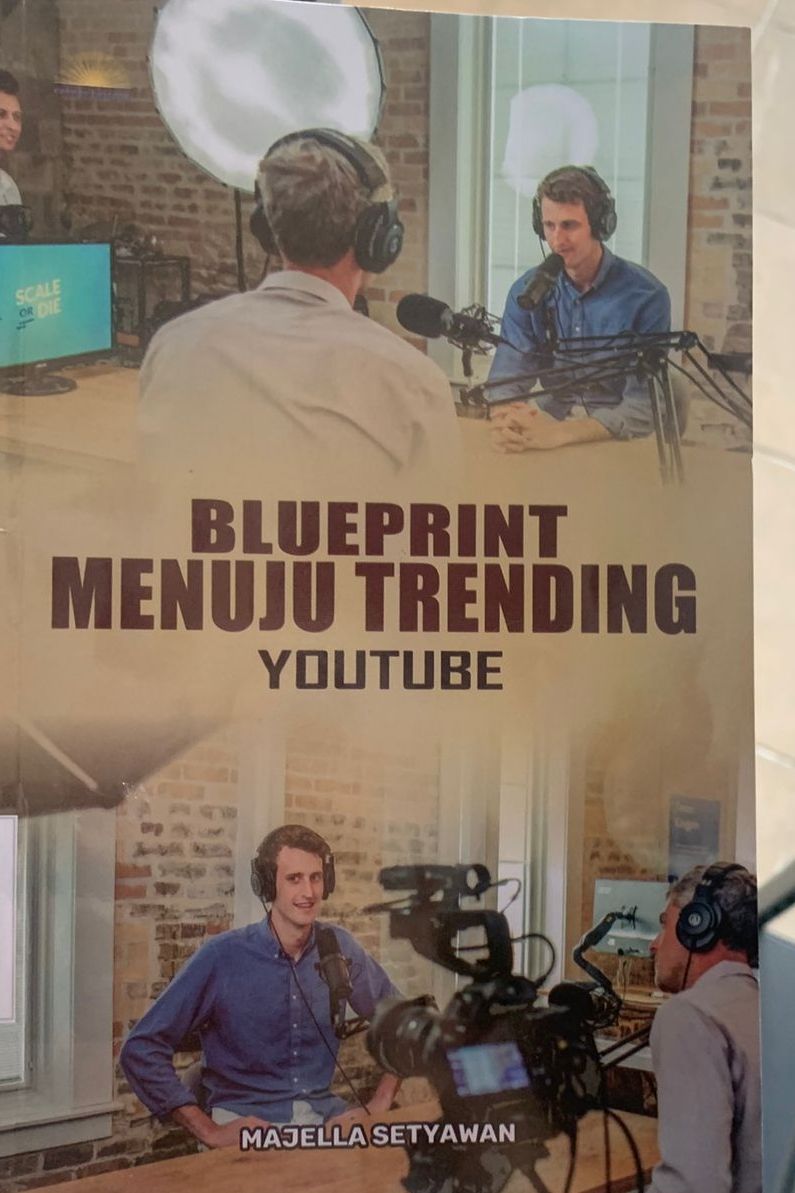 SCALE
OR DIE
BLUEPRINT
MENUJU TRENDING
YOUTUBE
MAJELLA SETYAWAN